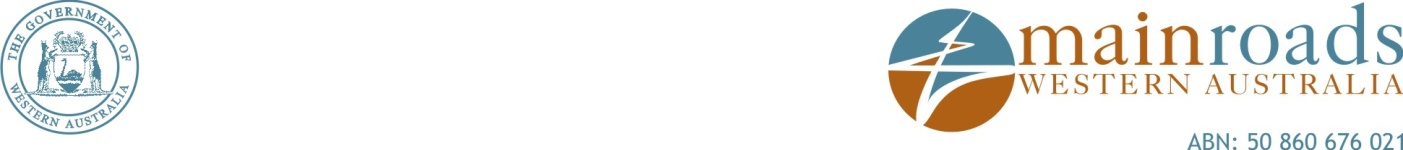 THE GOVERNMENT OF
WESTERN AUSTRALIA
mainroads
WESTERN AUSTRALIA
ABN: 50 860 676 021